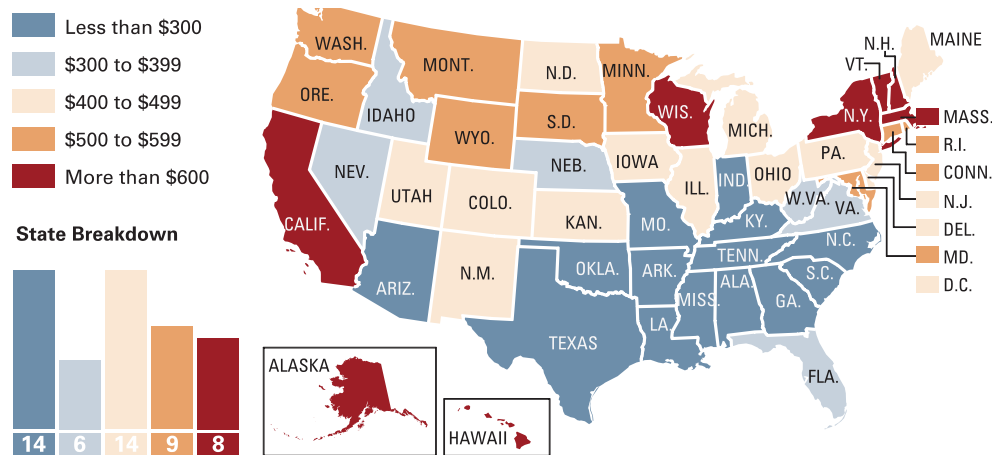 Less than $300
$300 to $399
$400 to $499
$500 to $599
More than $600
State Breakdown
14
6
14
9
8
WASH.
ORE.
IDAHO
MONT.
WYO.
NEV.
UTAH
CALIF.
ARIZ.
COLO.
N.M.
N.D.
S.D.
NEB.
KAN.
OKLA.
TEXAS
MINN.
IOWA
MO.
ARK.
LA.
WIS.
ILL.
MICH.
IND.
OHIO
KY.
TENN.
MISS.
ALA.
GA.
FLA.
S.C.
N.C.
VA.
W.VA.
PA.
N.Y.
VT.
N.H.
MAINE
MASS.
R.I.
CONN.
N.J.
DEL.
MD.
D.C.
ALASKA
HAWAII